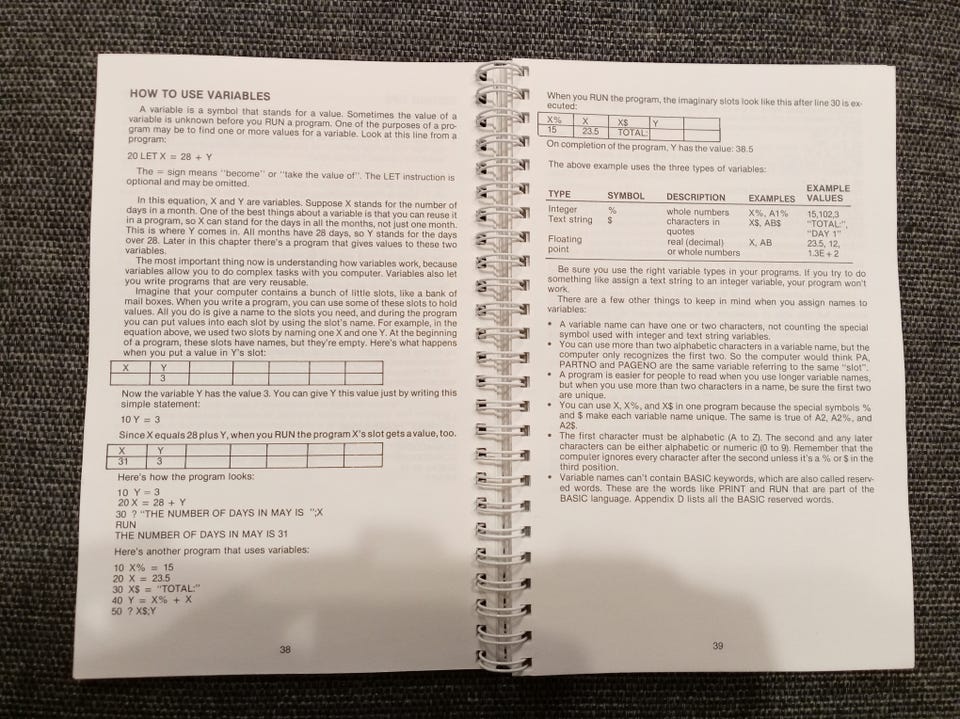 HOW TO USE VARIABLES
A variable is a symbol that stands for a value. Sometimes the value of a
variable is unknown before you RUN a program. One of the purposes of a pro-
gram may be to find one or more values for a variable. Look at this line from a
program:
20 LET X = 28 + Y
The = sign means "become" or "take the value of". The LET instruction is
optional and may be omitted.
In this equation, X and Y are variables. Suppose X stands for the number of
days in a month. One of the best things about a variable is that you can reuse it
in a program, so X can stand for the days in all the months, not just one month.
This is where Y comes in. All months have 28 days, so Y stands for the days
over 28. Later in this chapter there's a program that gives values to these two
variables.
The most important thing now is understanding how variables work, because
variables allow you to do complex tasks with you computer. Variables also let
you write programs that are very reusable.
Imagine that your computer contains a bunch of little slots, like a bank of
mail boxes. When you write a program, you can use some of these slots to hold
values. All you do is give a name to the slots you need, and during the program
you can put values into each slot by using the slot's name. For example, in the
equation above, we used two slots by naming one X and one Y. At the beginning
of a program, these slots have names, but they're empty. Here's what happens
when you put a value in Y's slot:
X Y
3
Now the variable Y has the value 3. You can give Y this value just by writing this
simple statement:
10 Y = 3
Since X equals 28 plus Y, when you RUN the program X's slot gets a value, too.
X Y
31 3
Here's how the program looks:
10 Y = 3
20 X = 28 + Y
30 ? "THE NUMBER OF DAYS IN MAY IS ";X
RUN
THE NUMBER OF DAYS IN MAY IS 31
Here's another program that uses variables:
10 X% = 15
20 X = 23.5
30 X$ = "TOTAL:"
40 Y = X% + X
50 ? X$;Y
38
When you RUN the program, the imaginary slots look like this after line 30 is ex-
ecuted:
X% X X$ Y
15 23.5 TOTAL:
On completion of the program, Y has the value: 38.5
The above example uses the three types of variables:
TYPE SYMBOL DESCRIPTION EXAMPLES EXAMPLE VALUES
Integer % whole numbers X%, A1% 15,102,3
Text string $ characters in X$, AB$ "TOTAL:",
quotes "DAY 1"
Floating real (decimal) X, AB 23.5, 12,
point or whole numbers 1.3E+2
Be sure you use the right variable types in your programs. If you try to do
something like assign a text string to an integer variable, your program won't
work.
There are a few other things to keep in mind when you assign names to
variables:
• A variable name can have one or two characters, not counting the special
symbol used with integer and text string variables.
• You can use more than two alphabetic characters in a variable name, but the
computer only recognizes the first two. So the computer would think PA,
PARTNO and PAGENO are the same variable referring to the same "slot".
• A program is easier for people to read when you use longer variable names,
but when you use more than two characters in a name, be sure the first two
are unique.
• You can use X, X%, and X$ in one program because the special symbols %
and $ make each variable name unique. The same is true of A2, A2%, and
A2$.
• The first character must be alphabetic (A to Z). The second and any later
characters can be either alphabetic or numeric (0 to 9). Remember that the
computer ignores every character after the second unless it's a % or $ in the
third position.
• Variable names can't contain BASIC keywords, which are also called reserv-
ed words. These are the words like PRINT and RUN that are part of the
BASIC language. Appendix D lists all the BASIC reserved words.
39